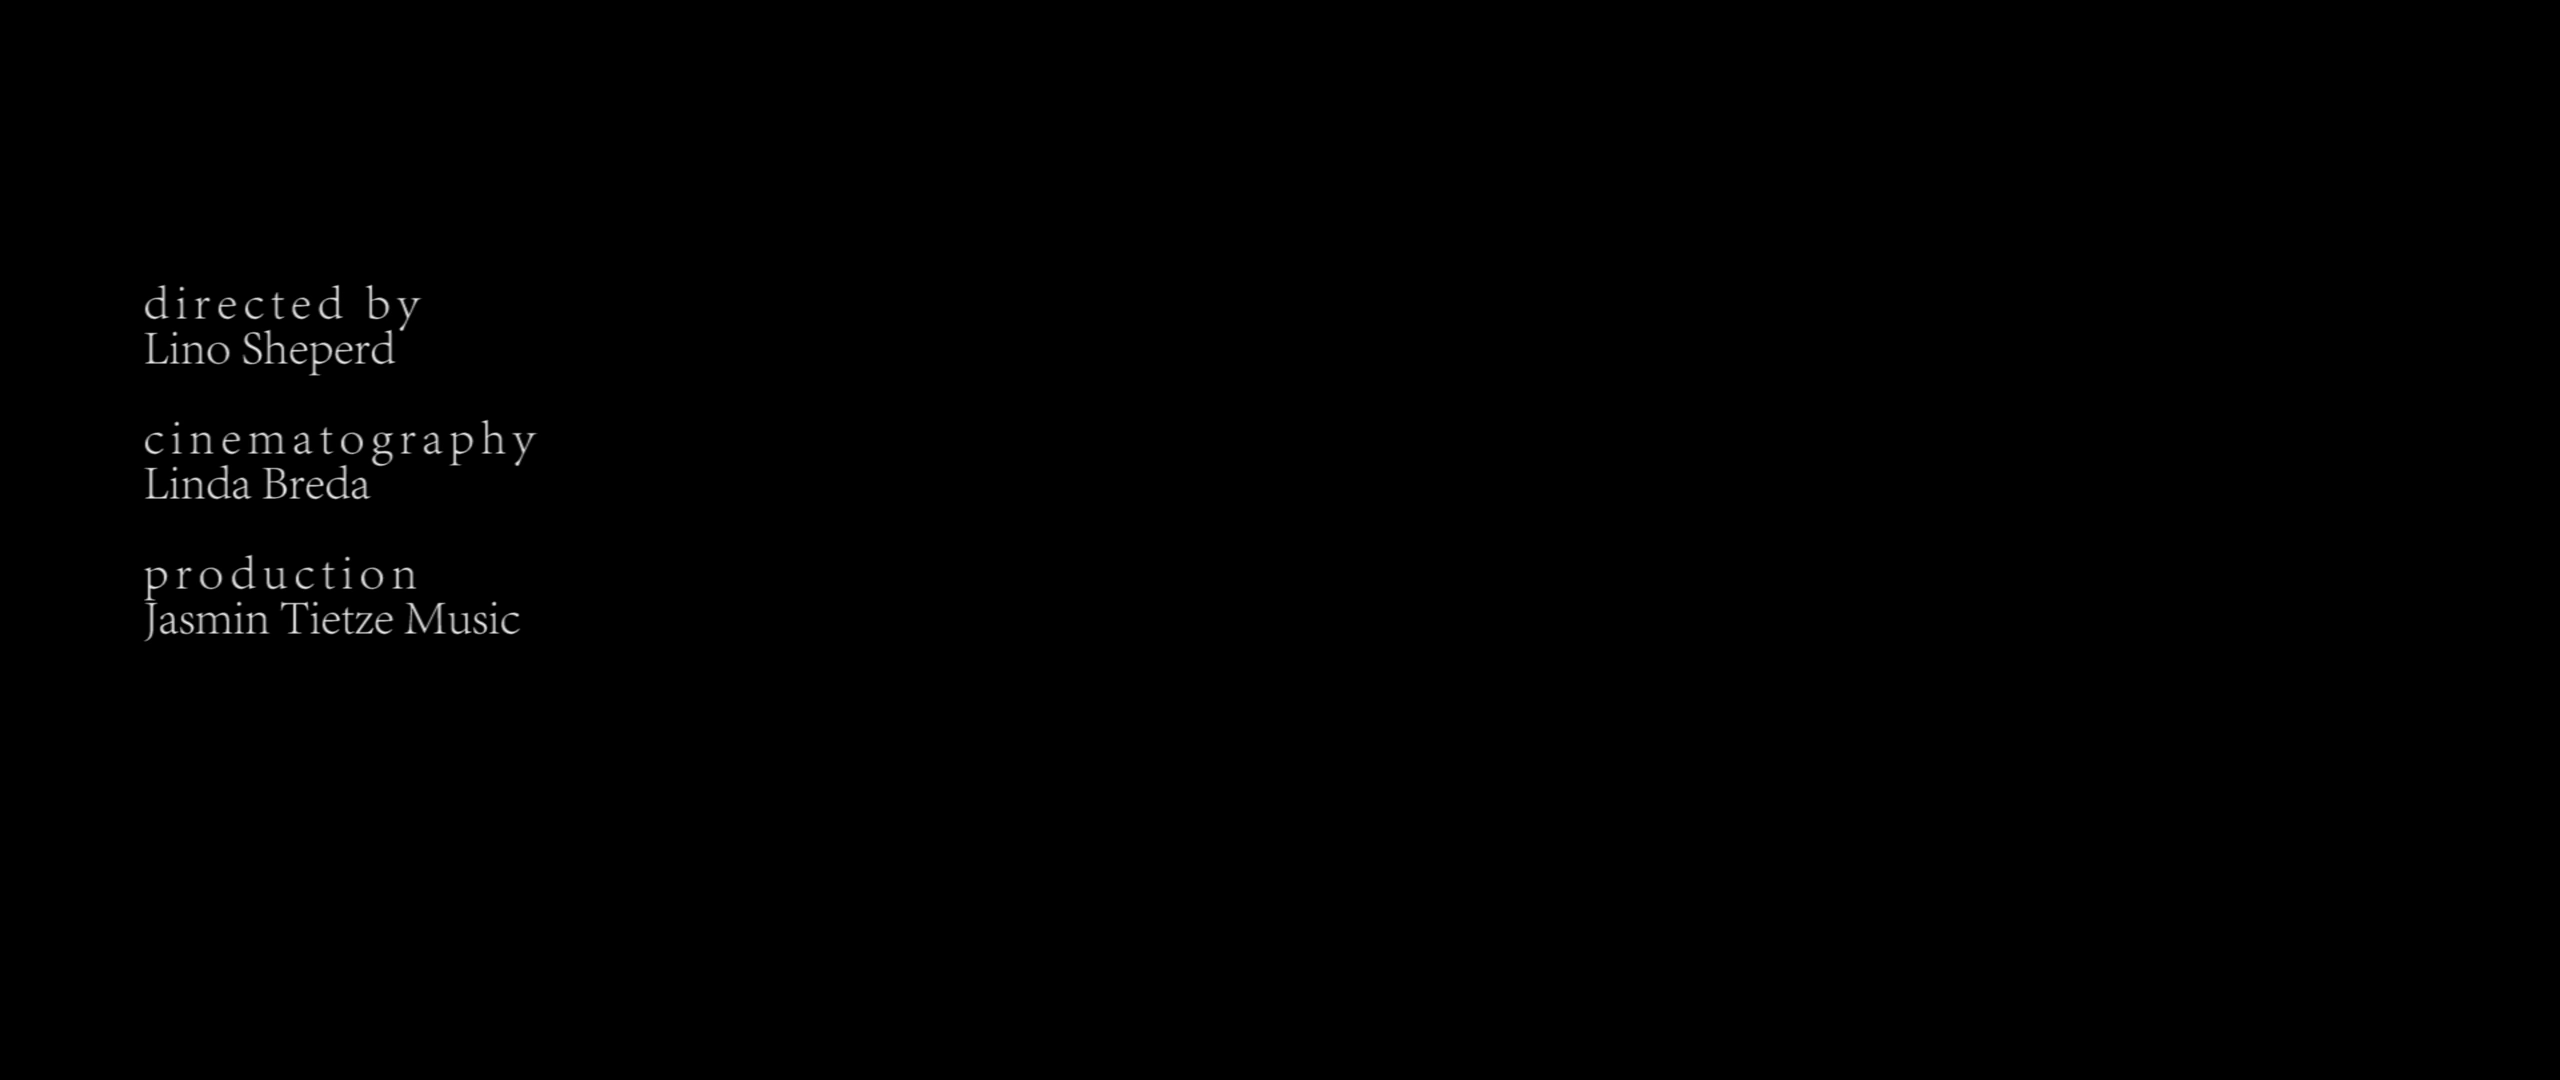 directed by
Lino Sheperd
cinematography
Linda Breda
production
Jasmin Tietze Music